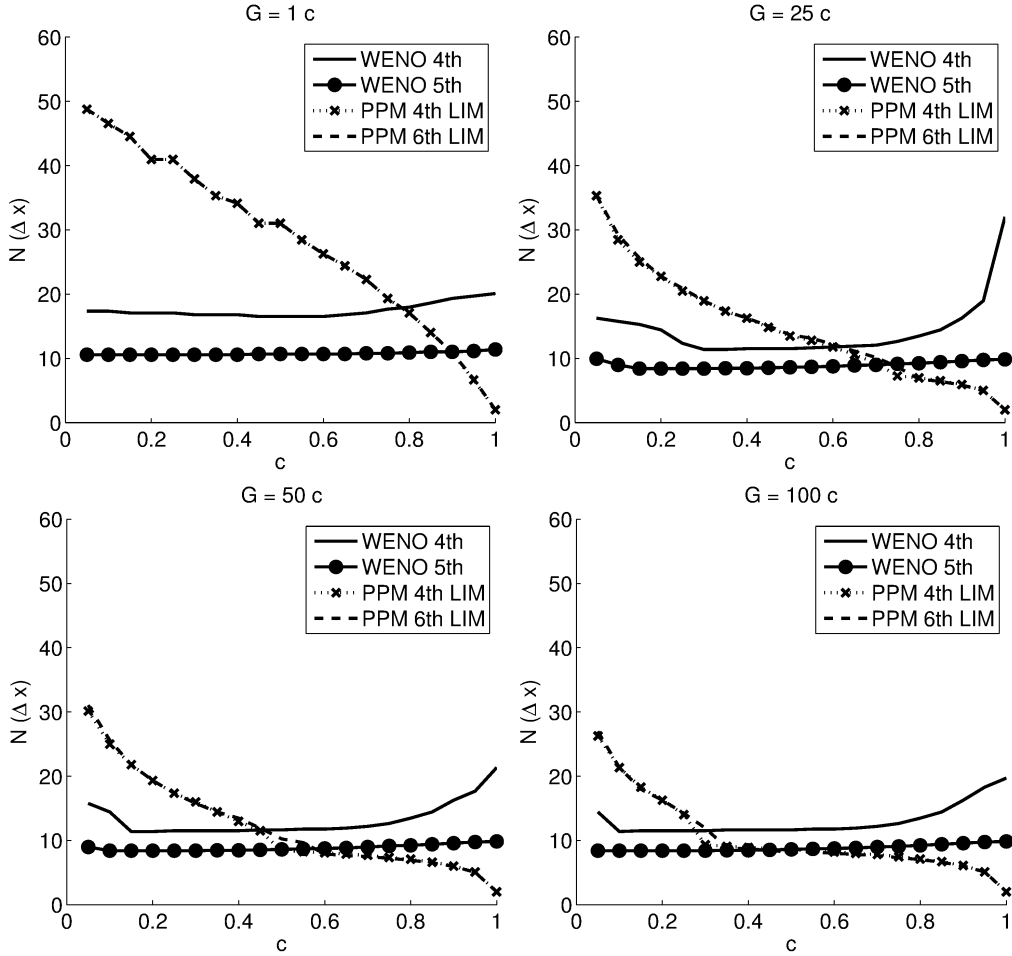 G = 1 c
60
50
40
30
20
10
0
N (Δ x)
WENO 4th
WENO 5th
PPM 4th LIM
PPM 6th LIM
0 0.2 0.4 0.6 0.8 1
c
G = 25 c
60
50
40
30
20
10
0
N (Δ x)
WENO 4th
WENO 5th
PPM 4th LIM
PPM 6th LIM
0 0.2 0.4 0.6 0.8 1
c
G = 50 c
60
50
40
30
20
10
0
N (Δ x)
WENO 4th
WENO 5th
PPM 4th LIM
PPM 6th LIM
0 0.2 0.4 0.6 0.8 1
c
G = 100 c
60
50
40
30
20
10
0
N (Δ x)
WENO 4th
WENO 5th
PPM 4th LIM
PPM 6th LIM
0 0.2 0.4 0.6 0.8 1
c